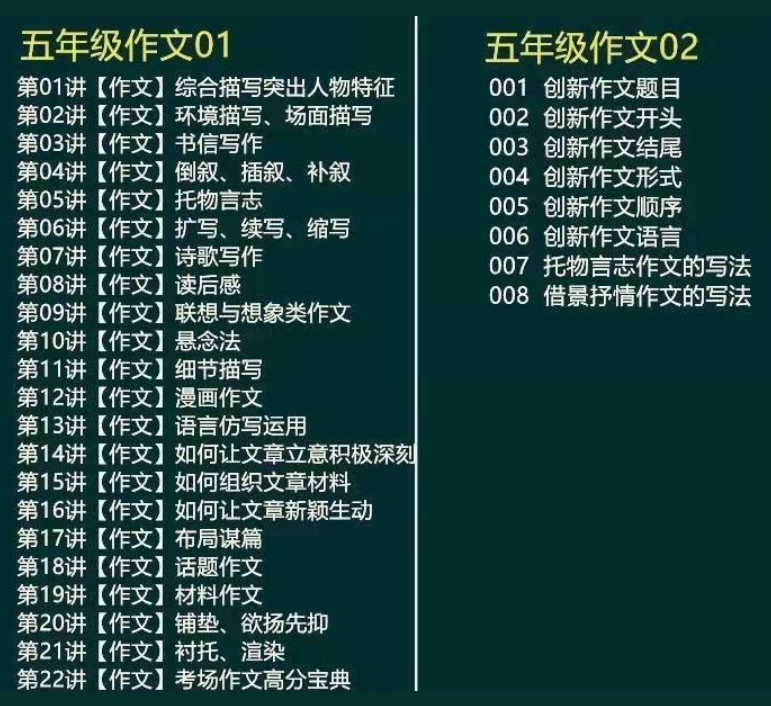 五年级作文01
第01讲【作文】综合描写突出人物特征
第02讲【作文】环境描写、场面描写
第03讲【作文】书信写作
第04讲【作文】倒叙、插叙、补叙
第05讲【作文】托物言志
第06讲【作文】扩写、续写、缩写
第07讲【作文】诗歌写作
第08讲【作文】读后感
第09讲【作文】联想与想象类作文
第10讲【作文】悬念法
第11讲【作文】细节描写
第12讲【作文】漫画作文
第13讲【作文】语言仿写运用
第14讲【作文】如何让文章立意积极深刻
第15讲【作文】如何组织文章材料
第16讲【作文】如何让文章新颖生动
第17讲【作文】布局谋篇
第18讲【作文】话题作文
第19讲【作文】材料作文
第20讲【作文】铺垫、欲扬先抑
第21讲【作文】衬托、渲染
第22讲【作文】考场作文高分宝典
五年级作文02
001 创新作文题目
002 创新作文开头
003 创新作文结尾
004 创新作文形式
005 创新作文顺序
006 创新作文语言
007 托物言志作文的写法
008 借景抒情作文的写法